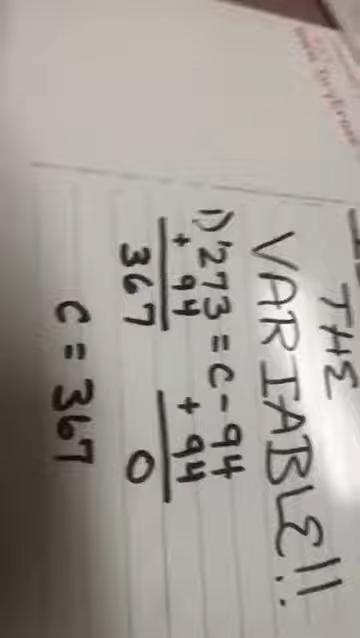 THE
VARIABLE!!
1) 273 = C - 94
+ 94 + 94
367 0
C = 367